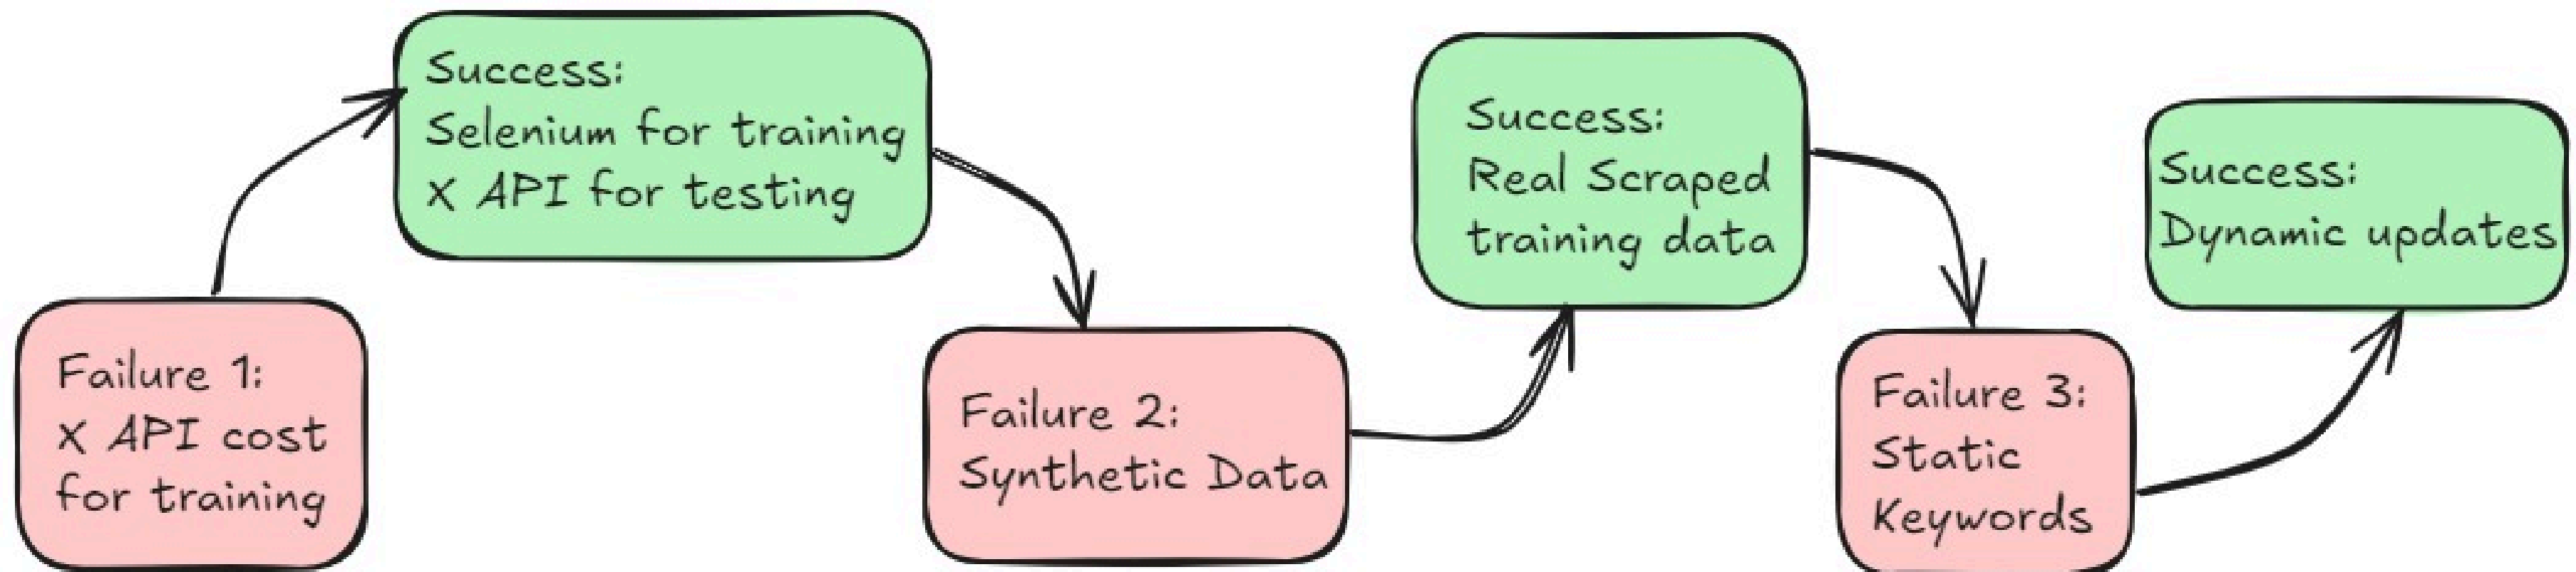 Failure 1:
X API cost
for training
Success:
Selenium for training
X API for testing
Failure 2:
Synthetic Data
Success:
Real Scraped
training data
Failure 3:
Static
Keywords
Success:
Dynamic updates